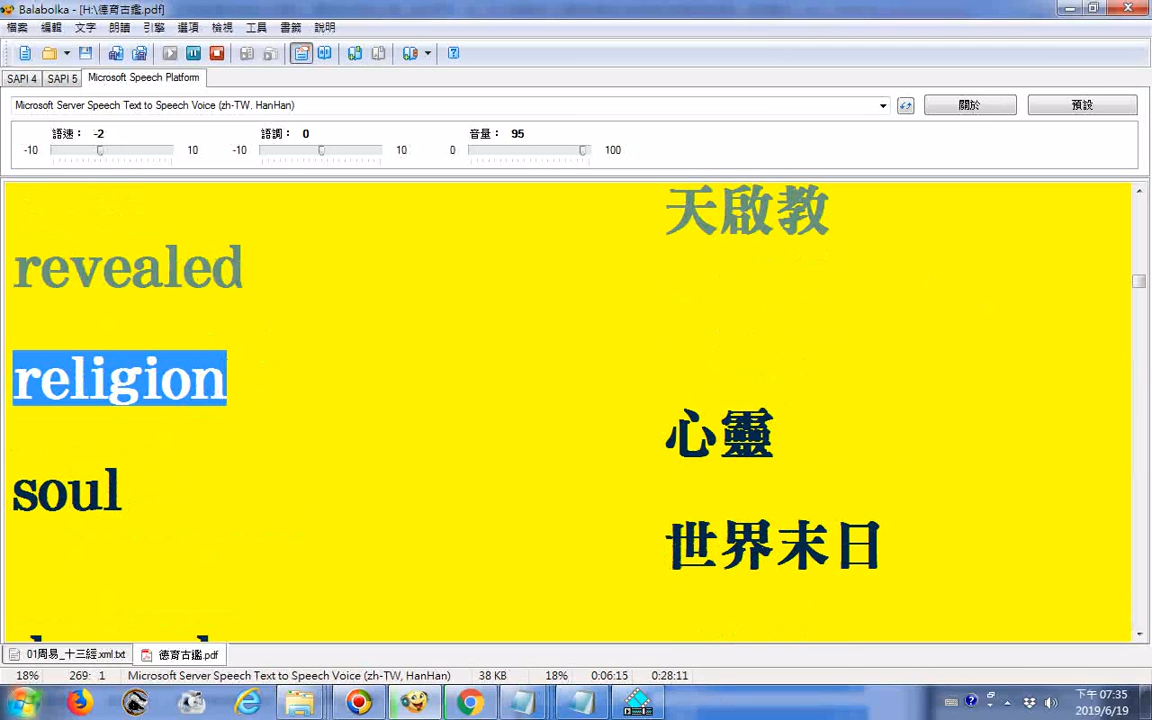 Balabolka - [H:\德育古鑑.pdf]
檔案 編輯 文字 朗讀 引擎 選項 檢視 工具 書籤 說明
SAPI 4 SAPI 5 Microsoft Speech Platform
Microsoft Server Speech Text to Speech Voice (zh-TW, HanHan)
關於 預設
語速： -2 語調： 0 音量： 95
-10 10 -10 10 0 100
天啟教
revealed
religion
心靈
soul
世界末日
01周易_十三經.xml.txt 德育古鑑.pdf
18% 269: 1 Microsoft Server Speech Text to Speech Voice (zh-TW, HanHan) 38 KB 18% 0:06:15 0:28:11
下午 07:35
2019/6/19